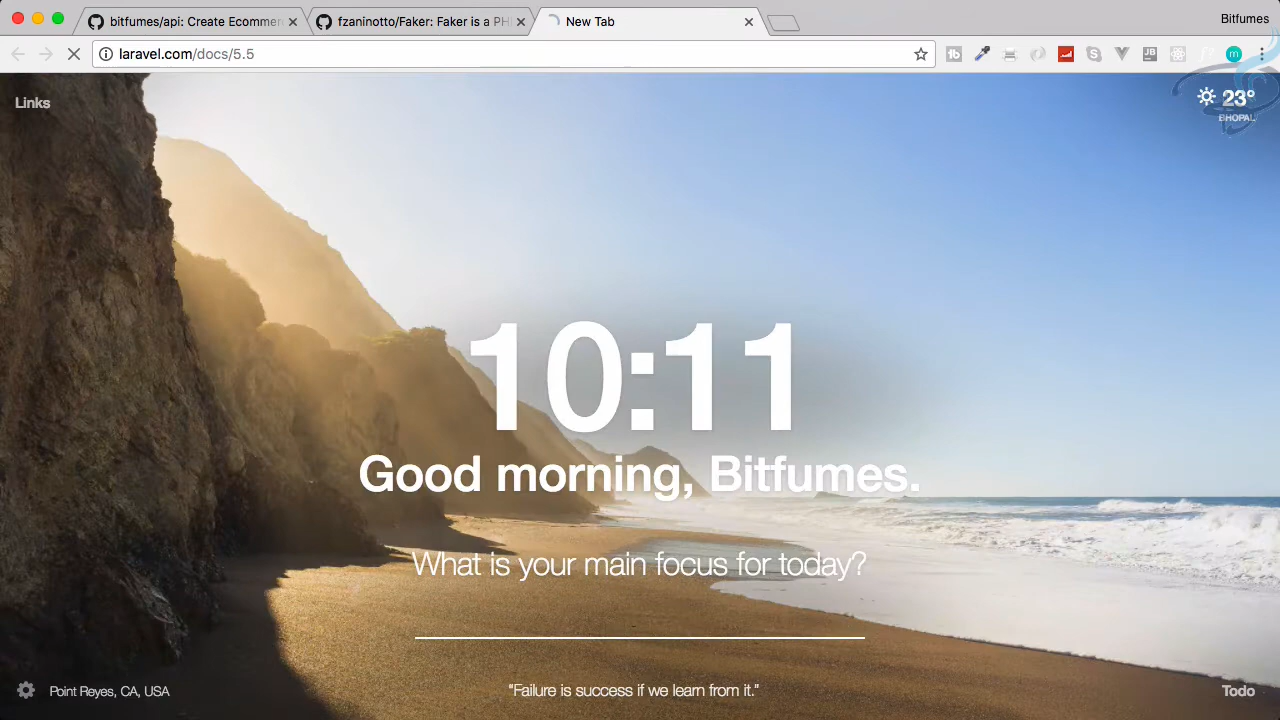 bitfumes/api: Create Ecommer
fzaninotto/Faker: Faker is a PH
New Tab
Bitfumes
laravel.com/docs/5.5
Links
23°
BHOPAL
10:11
Good morning, Bitfumes.
What is your main focus for today?
Point Reyes, CA, USA
“Failure is success if we learn from it.”
Todo